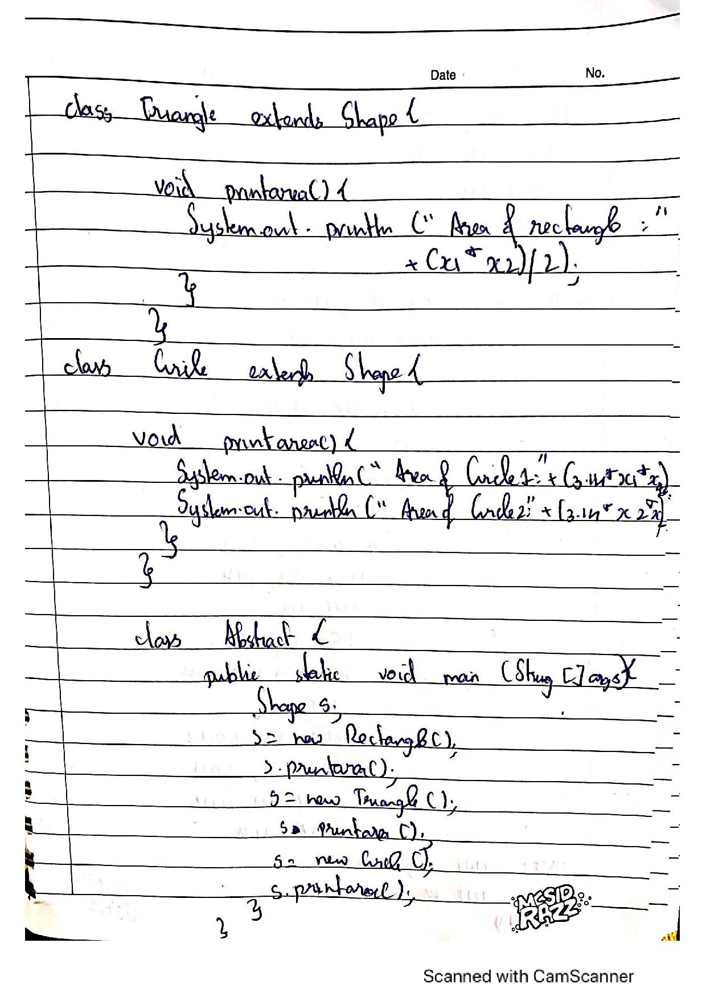 Date No.
class Triangle extends Shape {
void printarea() {
System.out. println (" Area of rectangle : "
+ (x1 * x2)/2);
}
}
class Circle extends Shape {
void printarea() {
System.out. println (" Area of Circle1: " + (3.14* x1* x1);
System.out. println (" Area of Circle2: " + (3.14* x2*x
}
}
class Abstract {
public static void main (String [] args){
Shape s;
s= new Rectangle();
s.printara();
s= new Triangle ();
s. printara ();
s= new Circle ();
s.printarea();
}
}
MCSID
RAZZ
Scanned with CamScanner